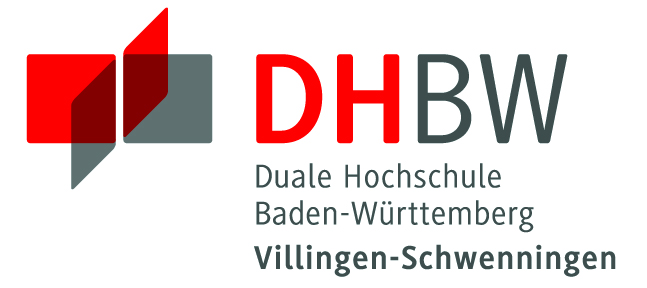 DHBW
Duale Hochschule
Baden-Württemberg
Villingen-Schwenningen